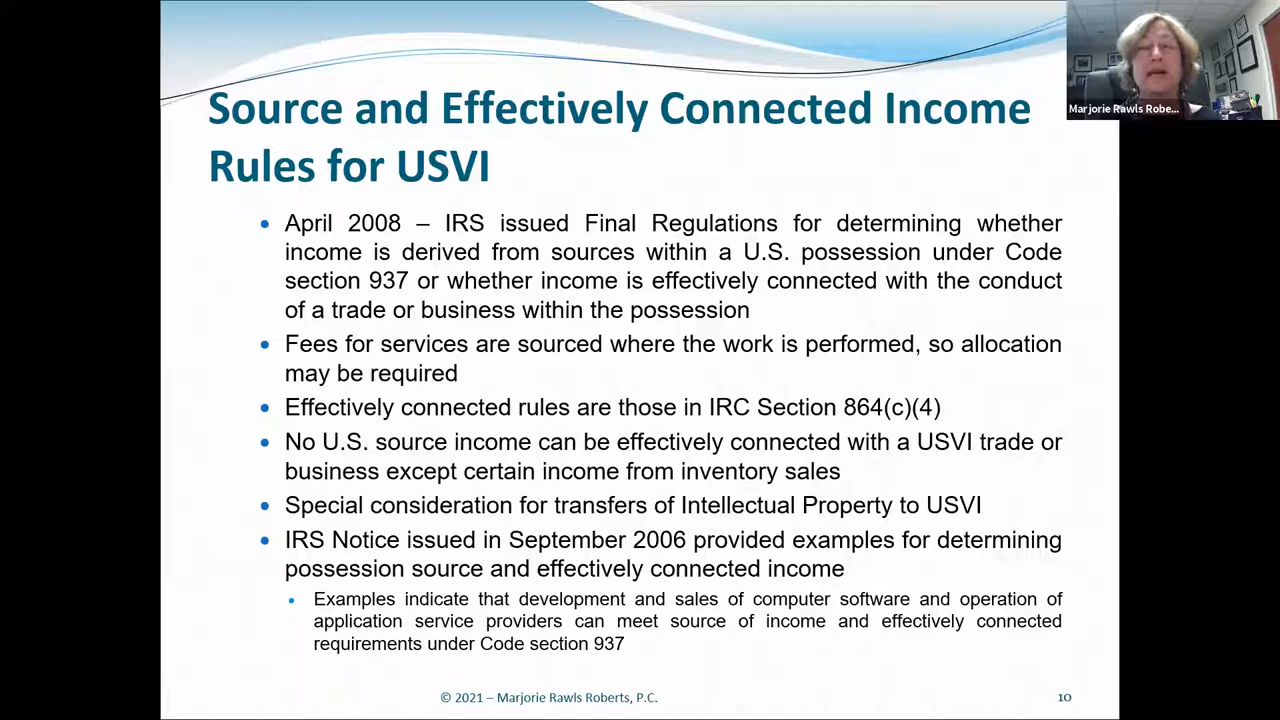 Source and Effectively Connected Income
Rules for USVI
Marjorie Rawls Robe...
• April 2008 – IRS issued Final Regulations for determining whether
income is derived from sources within a U.S. possession under Code
section 937 or whether income is effectively connected with the conduct
of a trade or business within the possession
• Fees for services are sourced where the work is performed, so allocation
may be required
• Effectively connected rules are those in IRC Section 864(c)(4)
• No U.S. source income can be effectively connected with a USVI trade or
business except certain income from inventory sales
• Special consideration for transfers of Intellectual Property to USVI
• IRS Notice issued in September 2006 provided examples for determining
possession source and effectively connected income
• Examples indicate that development and sales of computer software and operation of
application service providers can meet source of income and effectively connected
requirements under Code section 937
© 2021 – Marjorie Rawls Roberts, P.C.
10